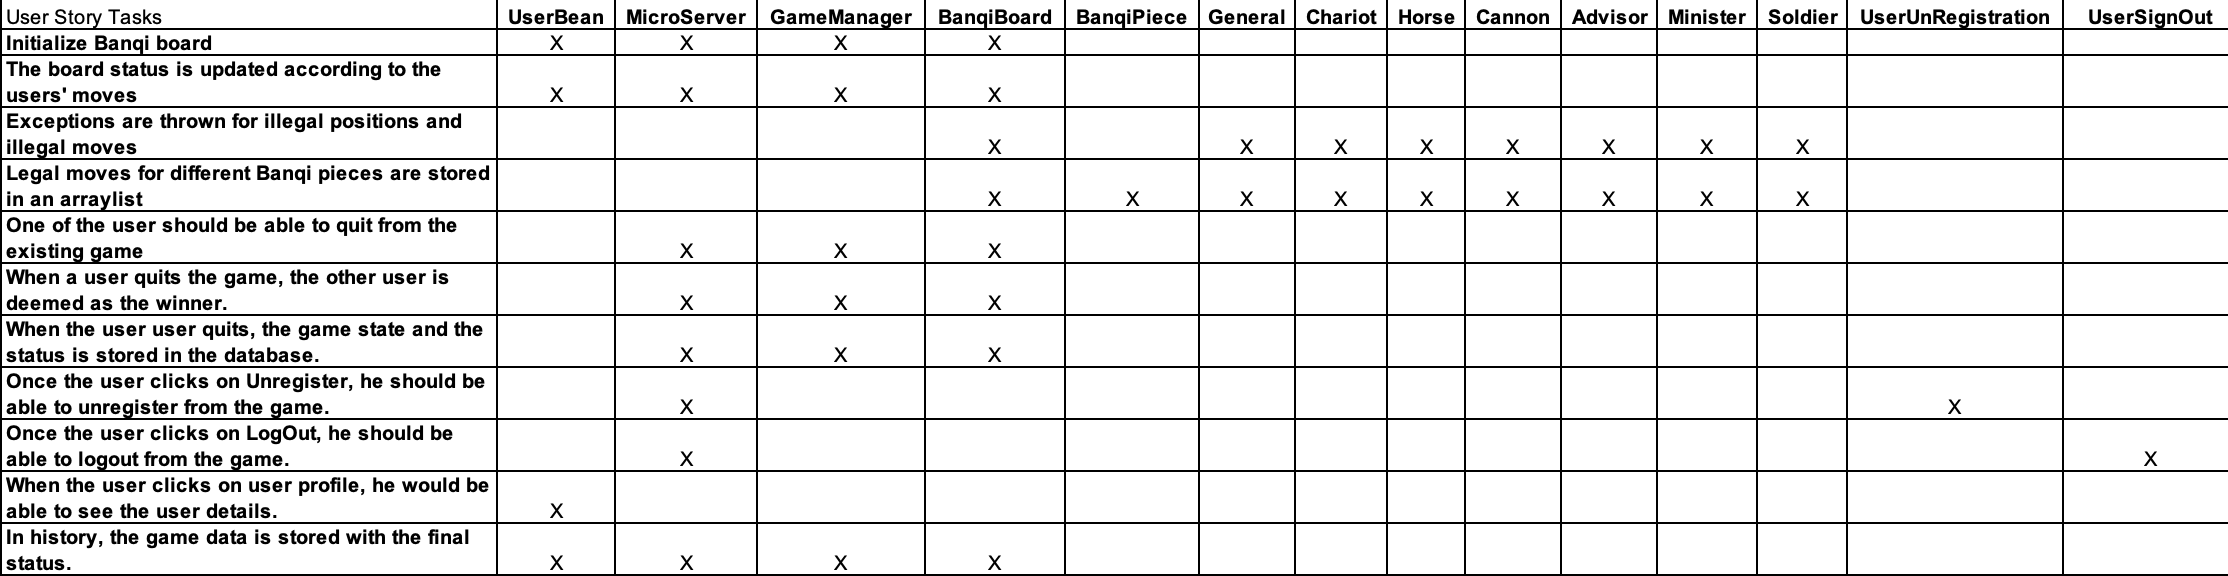 User Story Tasks UserBean MicroServer GameManager BanqiBoard BanqiPiece General Chariot Horse Cannon Advisor Minister Soldier UserUnRegistration UserSignOut
Initialize Banqi board X X X X
The board status is updated according to the
users' moves X X X X
Exceptions are thrown for illegal positions and
illegal moves X X X X X X X X
Legal moves for different Banqi pieces are stored
in an arraylist X X X X X X X X X
One of the user should be able to quit from the
existing game X X X
When a user quits the game, the other user is
deemed as the winner. X X X
When the user user quits, the game state and the
status is stored in the database. X X X
Once the user clicks on Unregister, he should be
able to unregister from the game. X X
Once the user clicks on LogOut, he should be
able to logout from the game. X X
When the user clicks on user profile, he would be
able to see the user details. X
In history, the game data is stored with the final
status. X X X X